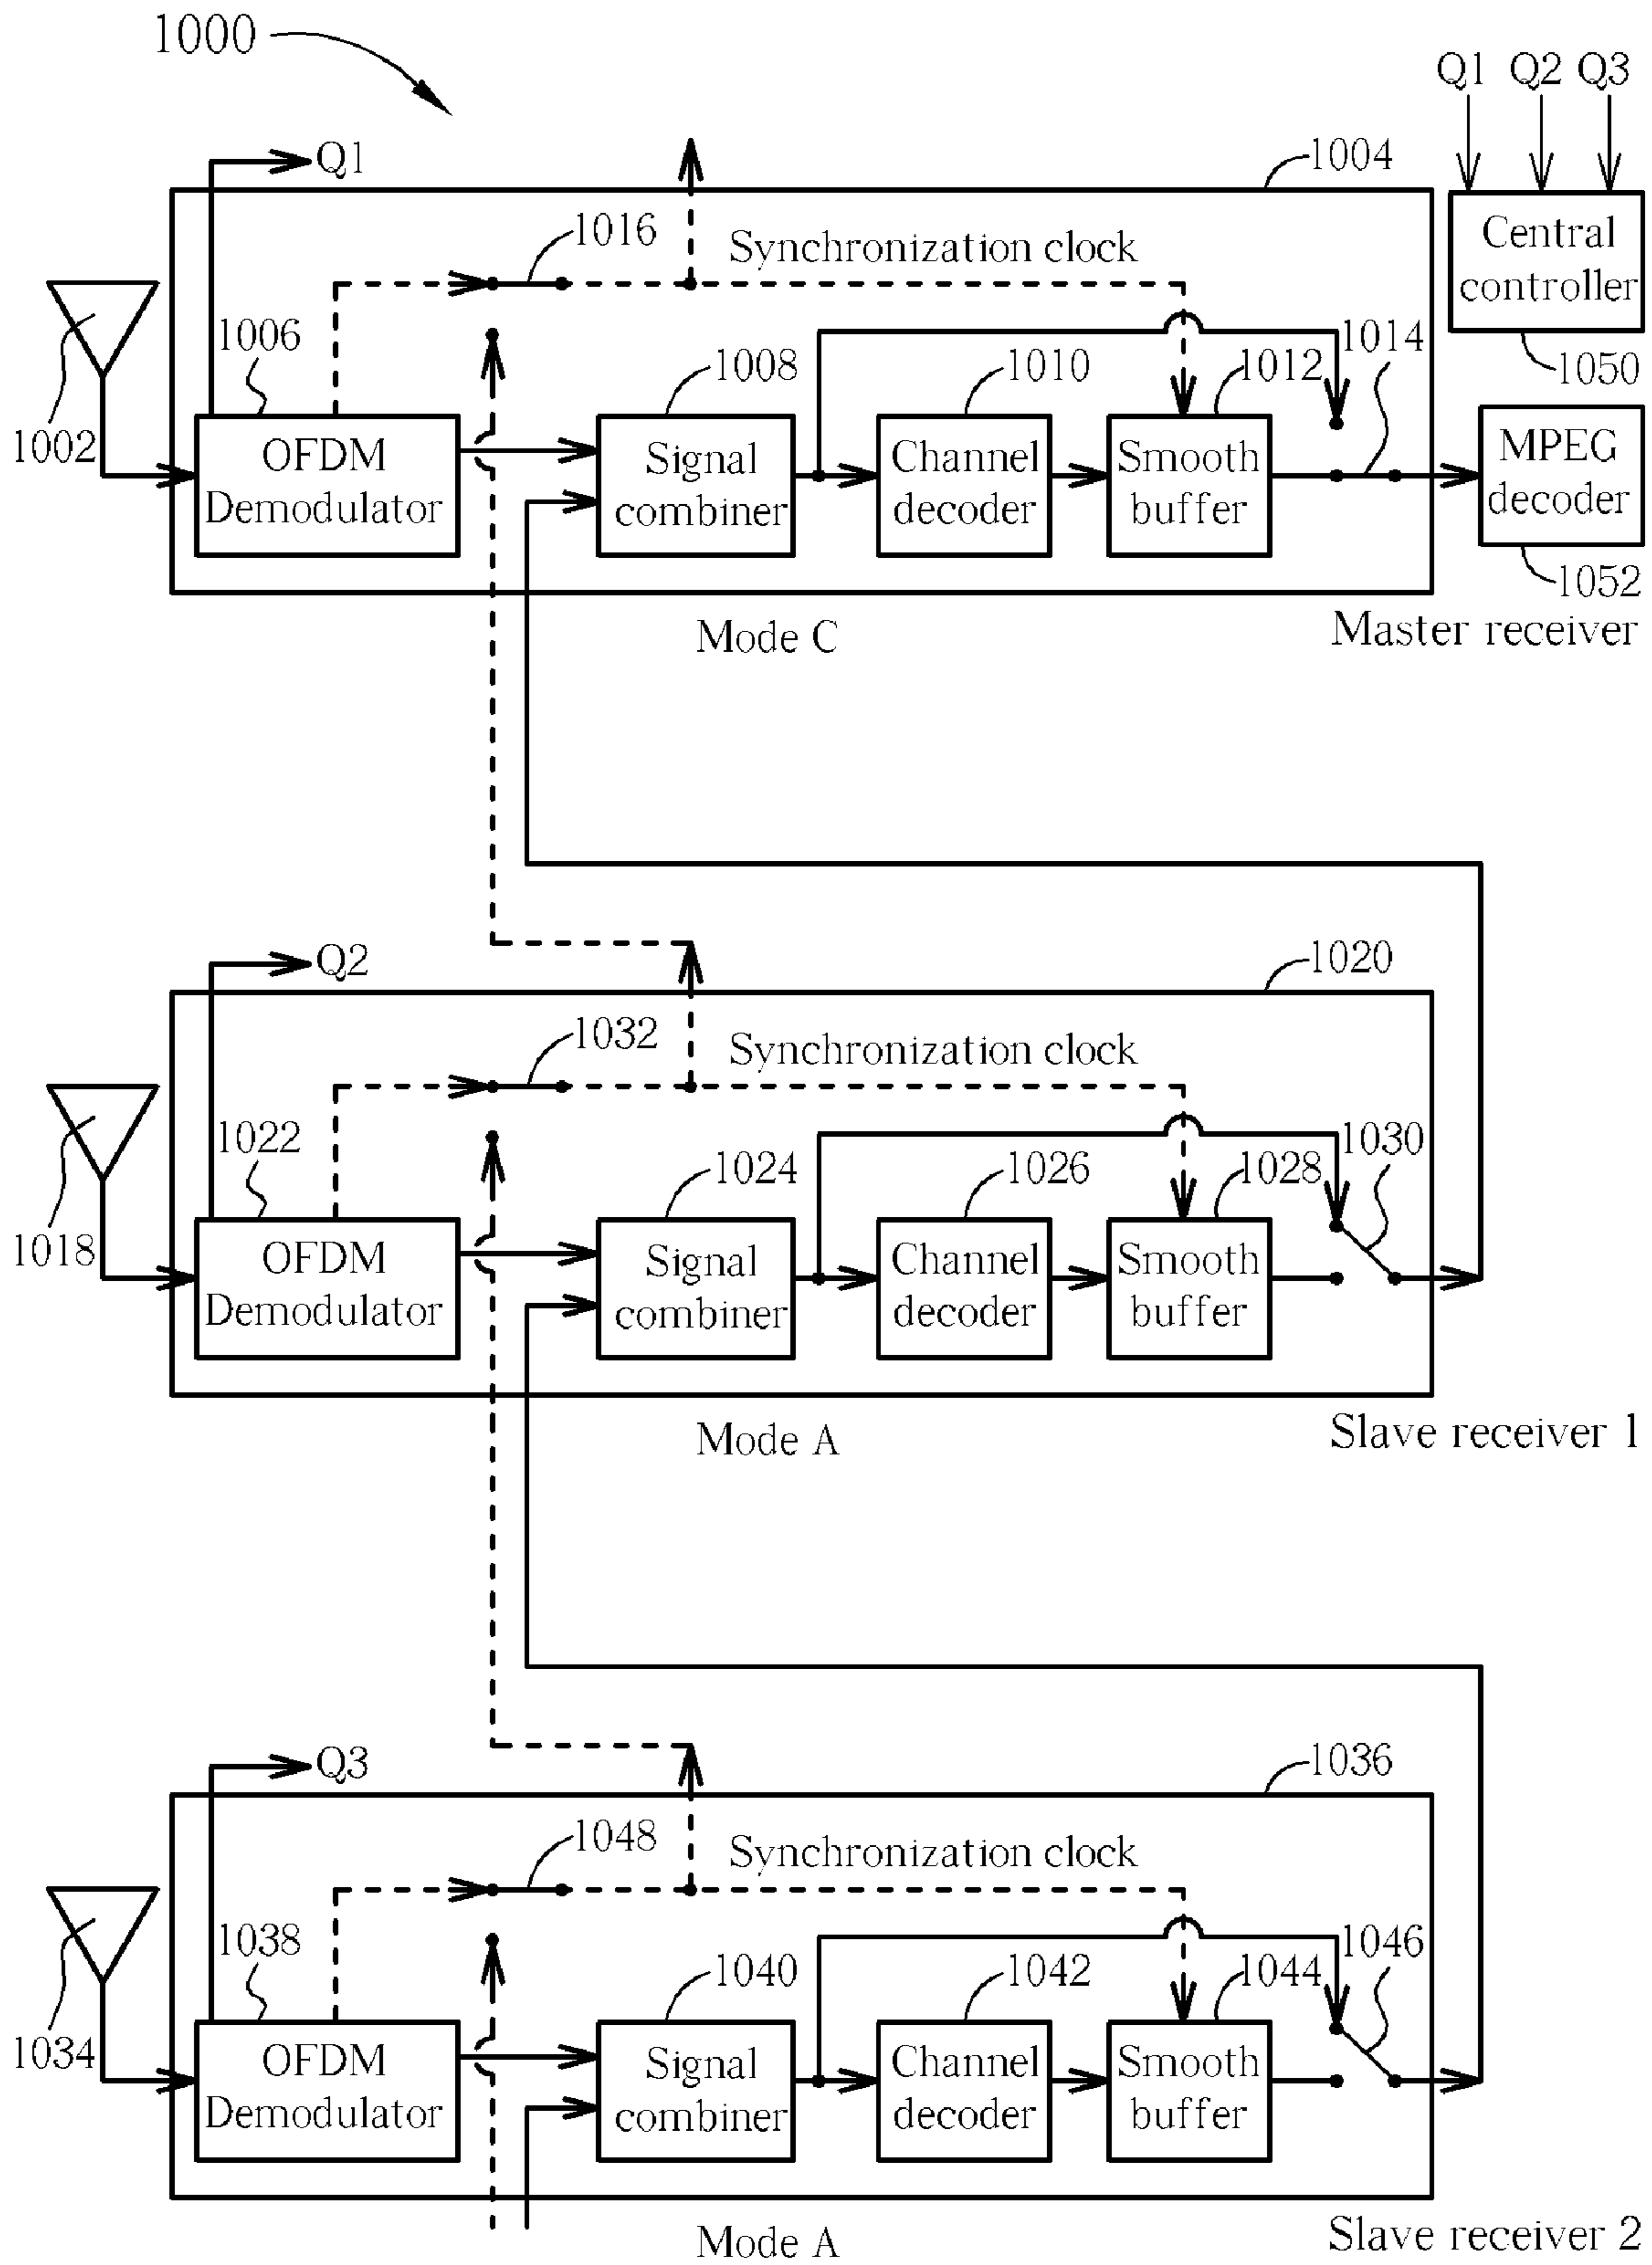 1000
Q1 Q2 Q3
Q1
1004
1016
Synchronization clock
Central
controller
1050
1002
1006
1008
1010
1012
1014
OFDM
Demodulator
Signal
combiner
Channel
decoder
Smooth
buffer
MPEG
decoder
1052
Mode C
Master receiver
Q2
1020
1032
Synchronization clock
1018
1022
1024
1026
1028
1030
OFDM
Demodulator
Signal
combiner
Channel
decoder
Smooth
buffer
Mode A
Slave receiver 1
Q3
1036
1048
Synchronization clock
1034
1038
1040
1042
1044
1046
OFDM
Demodulator
Signal
combiner
Channel
decoder
Smooth
buffer
Mode A
Slave receiver 2